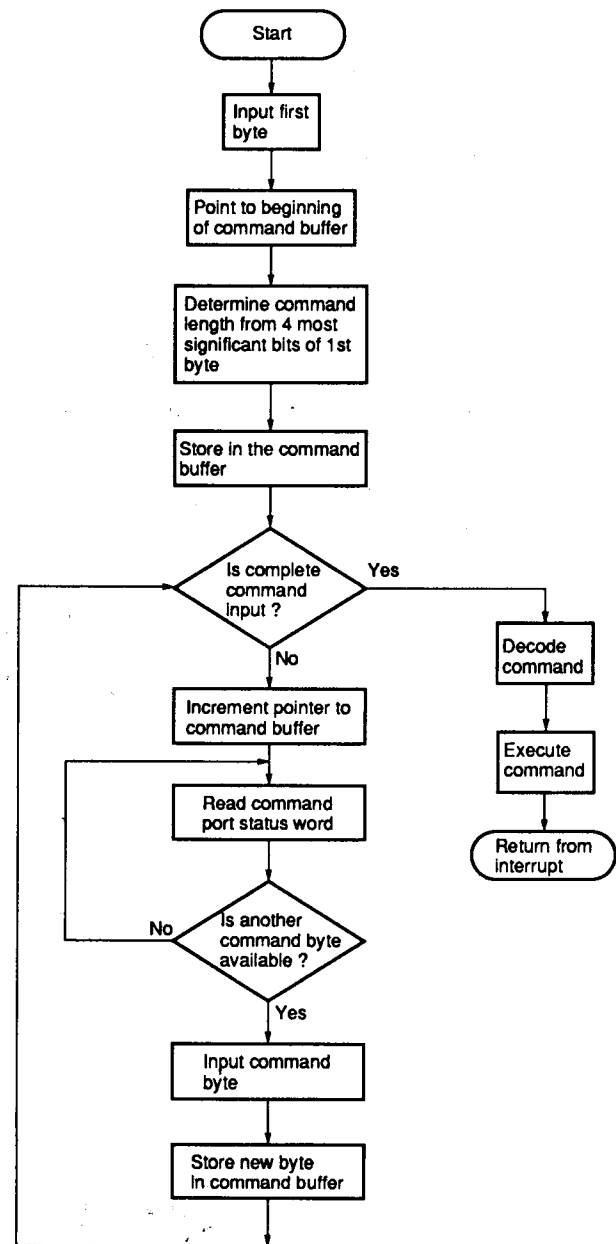 Start
Input first
byte
Point to beginning
of command buffer
Determine command
length from 4 most
significant bits of 1st
byte
Store in the command
buffer
Is complete
command
input ?
Yes
No
Decode
command
Execute
command
Return from
interrupt
Increment pointer to
command buffer
Read command
port status word
Is another
command byte
available ?
No
Yes
Input command
byte
Store new byte
in command buffer